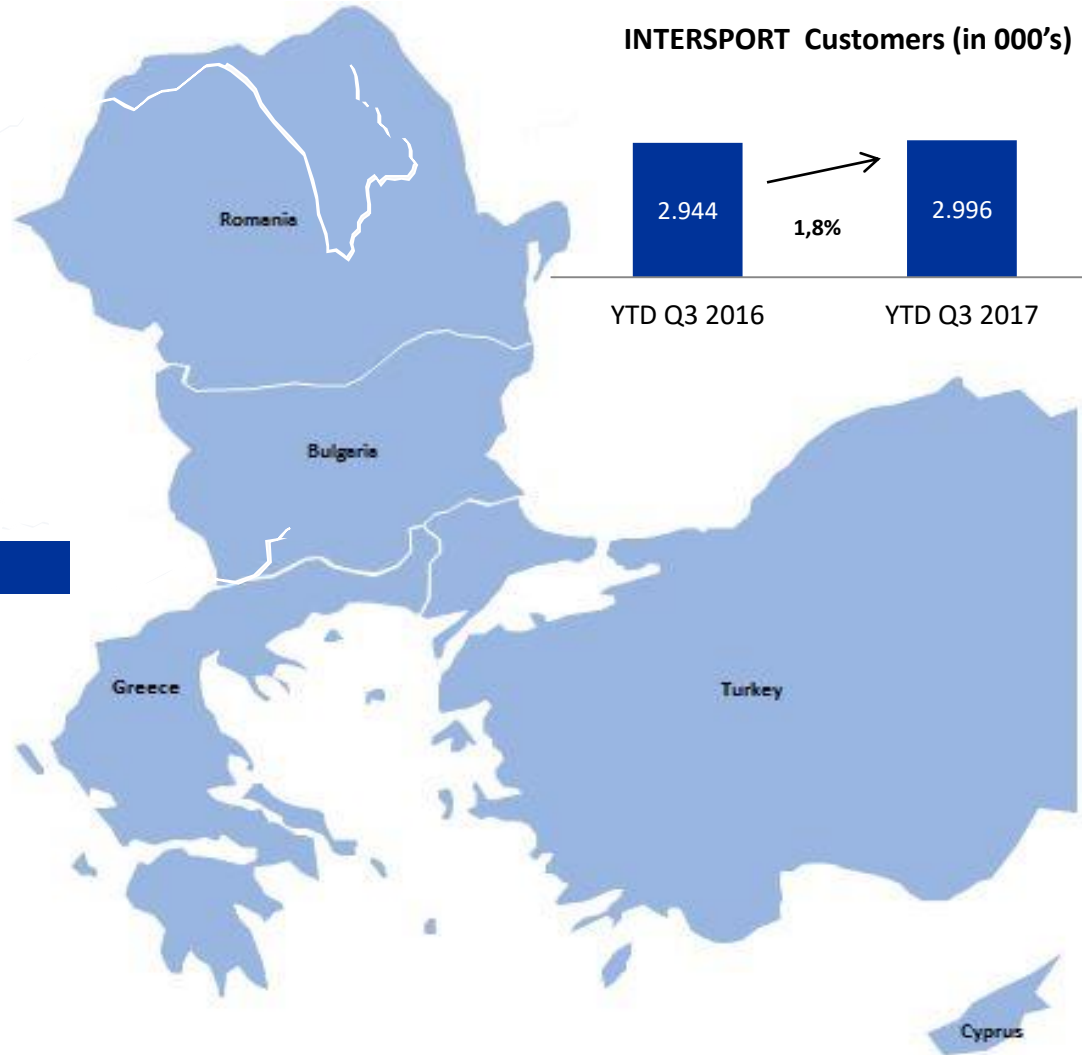 INTERSPORT Customers (in 000's)
2.944
2.996
1,8%
YTD Q3 2016
YTD Q3 2017
Romania
Bulgaria
Greece
Turkey
Cyprus